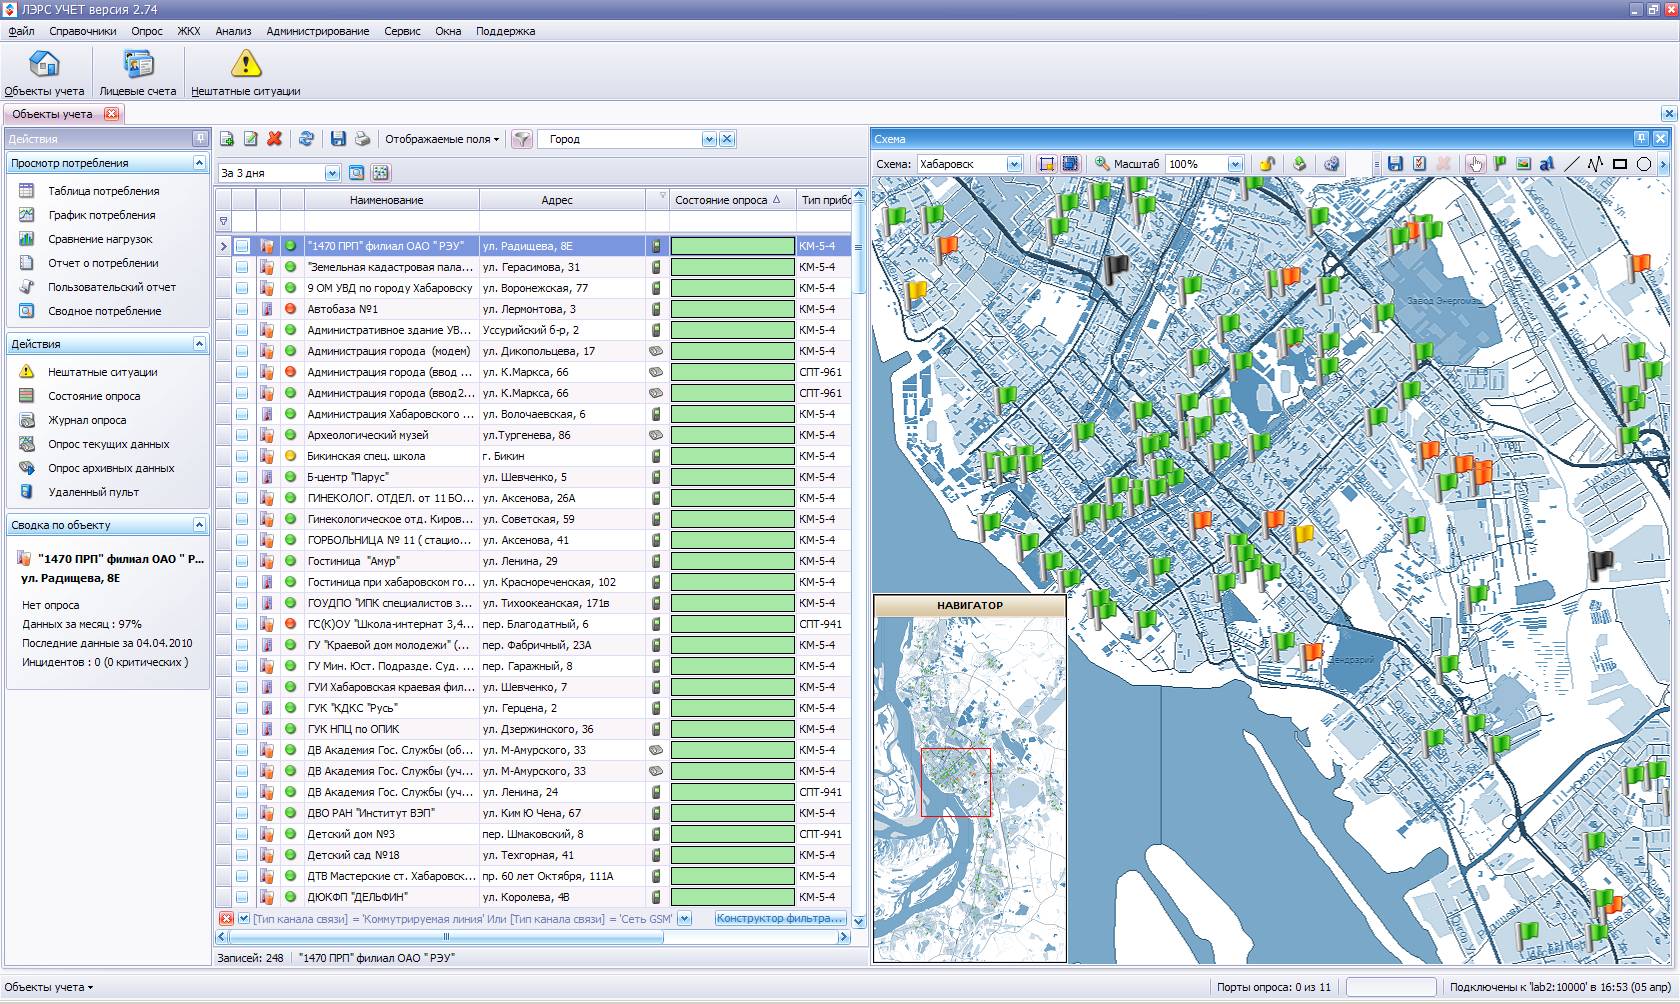 ЛЭРС УЧЕТ версия 2.74
Файл Справочники Опрос ЖКХ Анализ Администрирование Сервис Окна Поддержка
Объекты учета Лицевые счета Нештатные ситуации
Объекты учета
Действия
Просмотр потребления
Таблица потребления
График потребления
Сравнение нагрузок
Отчет о потреблении
Пользовательский отчет
Сводное потребление
Действия
Нештатные ситуации
Состояние опроса
Журнал опроса
Опрос текущих данных
Опрос архивных данных
Удаленный пульт
Сводка по объекту
"1470 ПРП" филиал ОАО " Р...
ул. Радищева, 8Е
Нет опроса
Данных за месяц : 97%
Последние данные за 04.04.2010
Инцидентов : 0 (0 критических )
Отображаемые поля Город
За 3 дня
Наименование Адрес Состояние опроса Тип прибо
"1470 ПРП" филиал ОАО " РЭУ" ул. Радищева, 8Е КМ-5-4
"Земельная кадастровая пала... ул. Герасимова, 31 КМ-5-4
9 ОМ УВД по городу Хабаровску ул. Воронежская, 77 КМ-5-4
Автобаза №1 ул. Лермонтова, 3 КМ-5-4
Административное здание УВ... Уссурийский б-р, 2 КМ-5-4
Администрация города (модем) ул. Дикопольцева, 17 КМ-5-4
Администрация города (ввод ... ул. К.Маркса, 66 СПТ-961
Администрация города (ввод2... ул. К.Маркса, 66 СПТ-961
Администрация Хабаровского ... ул. Волочаевская, 6 КМ-5-4
Археологический музей ул.Тургенева, 86 КМ-5-4
Бикинская спец. школа г. Бикин КМ-5-4
Б-центр "Парус" ул. Шевченко, 5 КМ-5-4
ГИНЕКОЛОГ. ОТДЕЛ. от 11 БО... ул. Аксенова, 26А КМ-5-4
Гинекологическое отд. Киров... ул. Советская, 59 КМ-5-4
ГОРБОЛЬНИЦА № 11 ( стацио... ул. Аксенова, 41 КМ-5-4
Гостиница "Амур" ул. Ленина, 29 КМ-5-4
Гостиница при хабаровском го... ул. Краснореченская, 102 КМ-5-4
ГОУДПО "ИПК специалистов з... ул. Тихоокеанская, 171в КМ-5-4
ГС(К)ОУ "Школа-интернат 3,4... пер. Благодатный, 6 СПТ-941
ГУ "Краевой дом молодежи" (... пер. Фабричный, 23А КМ-5-4
ГУ Мин. Юст. Подразде. Суд. ... пер. Гаражный, 8 КМ-5-4
ГУИ Хабаровская краевая фил... ул. Шевченко, 7 КМ-5-4
ГУК "КДКС "Русь" ул. Герцена, 2 КМ-5-4
ГУК НПЦ по ОПИК ул. Дзержинского, 36 КМ-5-4
ДВ Академия Гос. Службы (об... ул. М-Амурского, 33 КМ-5-4
ДВ Академия Гос. Службы (уч... ул. М-Амурского, 33 КМ-5-4
ДВ Академия Гос. Службы (уч... ул. Ленина, 24 СПТ-941
ДВО РАН "Институт ВЭП" ул. Ким Ю Чена, 67 КМ-5-4
Детский дом №3 пер. Шмаковский, 8 СПТ-941
Детский сад №18 ул. Техгорная, 41 КМ-5-4
ДТВ Мастерские ст. Хабаровск... пр. 60 лет Октября, 111А КМ-5-4
ДЮКФП "ДЕЛЬФИН" ул. Королева, 4В КМ-5-4
[Тип канала связи] = 'Коммутрируемая линия' Или [Тип канала связи] = 'Сеть GSM' Конструктор фильтра...
Записей: 248 "1470 ПРП" филиал ОАО " РЭУ"
Схема
Схема: Хабаровск Масштаб 100%
Завод Энергомаш
Дендрарий
НАВИГАТОР
Объекты учета Порты опроса: 0 из 11 Подключены к 'lab2:10000' в 16:53 (05 апр)